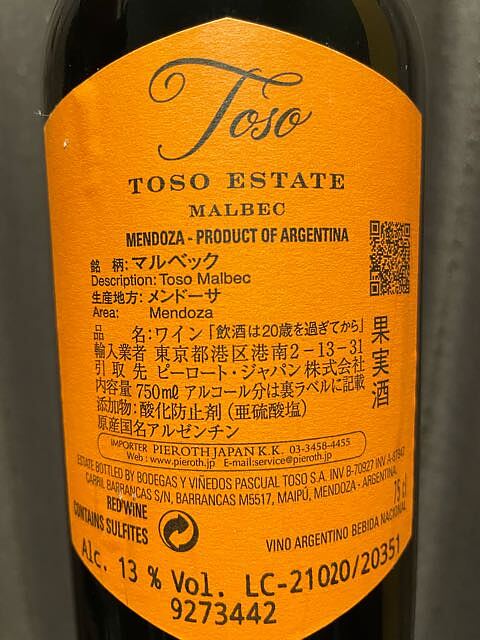 Toso
TOSO ESTATE
MALBEC
MENDOZA - PRODUCT OF ARGENTINA
銘 柄:マルベック
Description: Toso Malbec
生産地方: メンドーサ
Area: Mendoza
品 名:ワイン「飲酒は20歳を過ぎてから」
輸入業者 東京都港区港南2-13-31
引 取 先 ピーロート・ジャパン株式会社
内容量 750㎖ アルコール分は裏ラベルに記載
添加物: 酸化防止剤 (亜硫酸塩)
原産国名アルゼンチン
果実酒
IMPORTER PIEROTH JAPAN K.K. 03-3458-4455
Web : www.pieroth.jp E-mail:service@pieroth.jp
ESTATE BOTTLED BY BODEGAS Y VIÑEDOS PASCUAL TOSO S.A. INV B-70927 INV
CARRIL BARRANCAS S/N, BARRANCAS M5517, MAIPÚ, MENDOZA - ARGENTINA.
RED WINE
CONTAINS SULFITES
75 cl
VINO ARGENTINO BEBIDA NACIONAL
Alc. 13 % Vol. LC-21020/20351
9273442